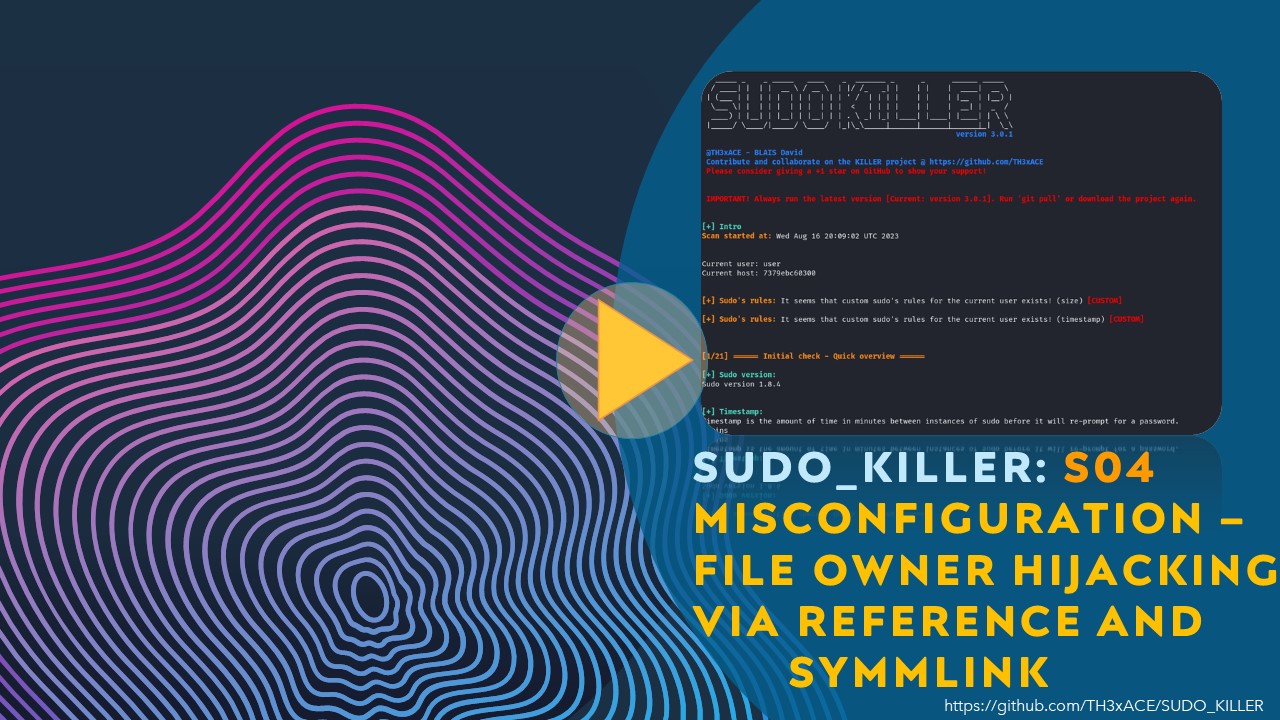 SUDOKILLER
version 3.0.1
@TH3xACE - BLAIS David
Contribute and collaborate on the KILLER project @ https://github.com/TH3xACE
Please consider giving a +1 star on GitHub to show your support!
IMPORTANT! Always run the latest version [Current: version 3.0.1]. Run 'git pull' or download the project again.
[+] Intro
Scan started at: Wed Aug 16 20:09:02 UTC 2023
Current user: user
Current host: 7379ebc60300
[+] Sudo's rules: It seems that custom sudo's rules for the current user exists! (size) [CUSTOM]
[+] Sudo's rules: It seems that custom sudo's rules for the current user exists! (timestamp) [CUSTOM]
[1/21] ====== Initial check - Quick overview ======
[+] Sudo version:
Sudo version 1.8.4
[+] Timestamp:
timestamp is the amount of time in minutes between instances of sudo before it will re-prompt for a password.
SUDO_KILLER: S04
MISCONFIGURATION –
FILE OWNER HIJACKING
VIA REFERENCE AND
SYMMLINK
https://github.com/TH3xACE/SUDO_KILLER